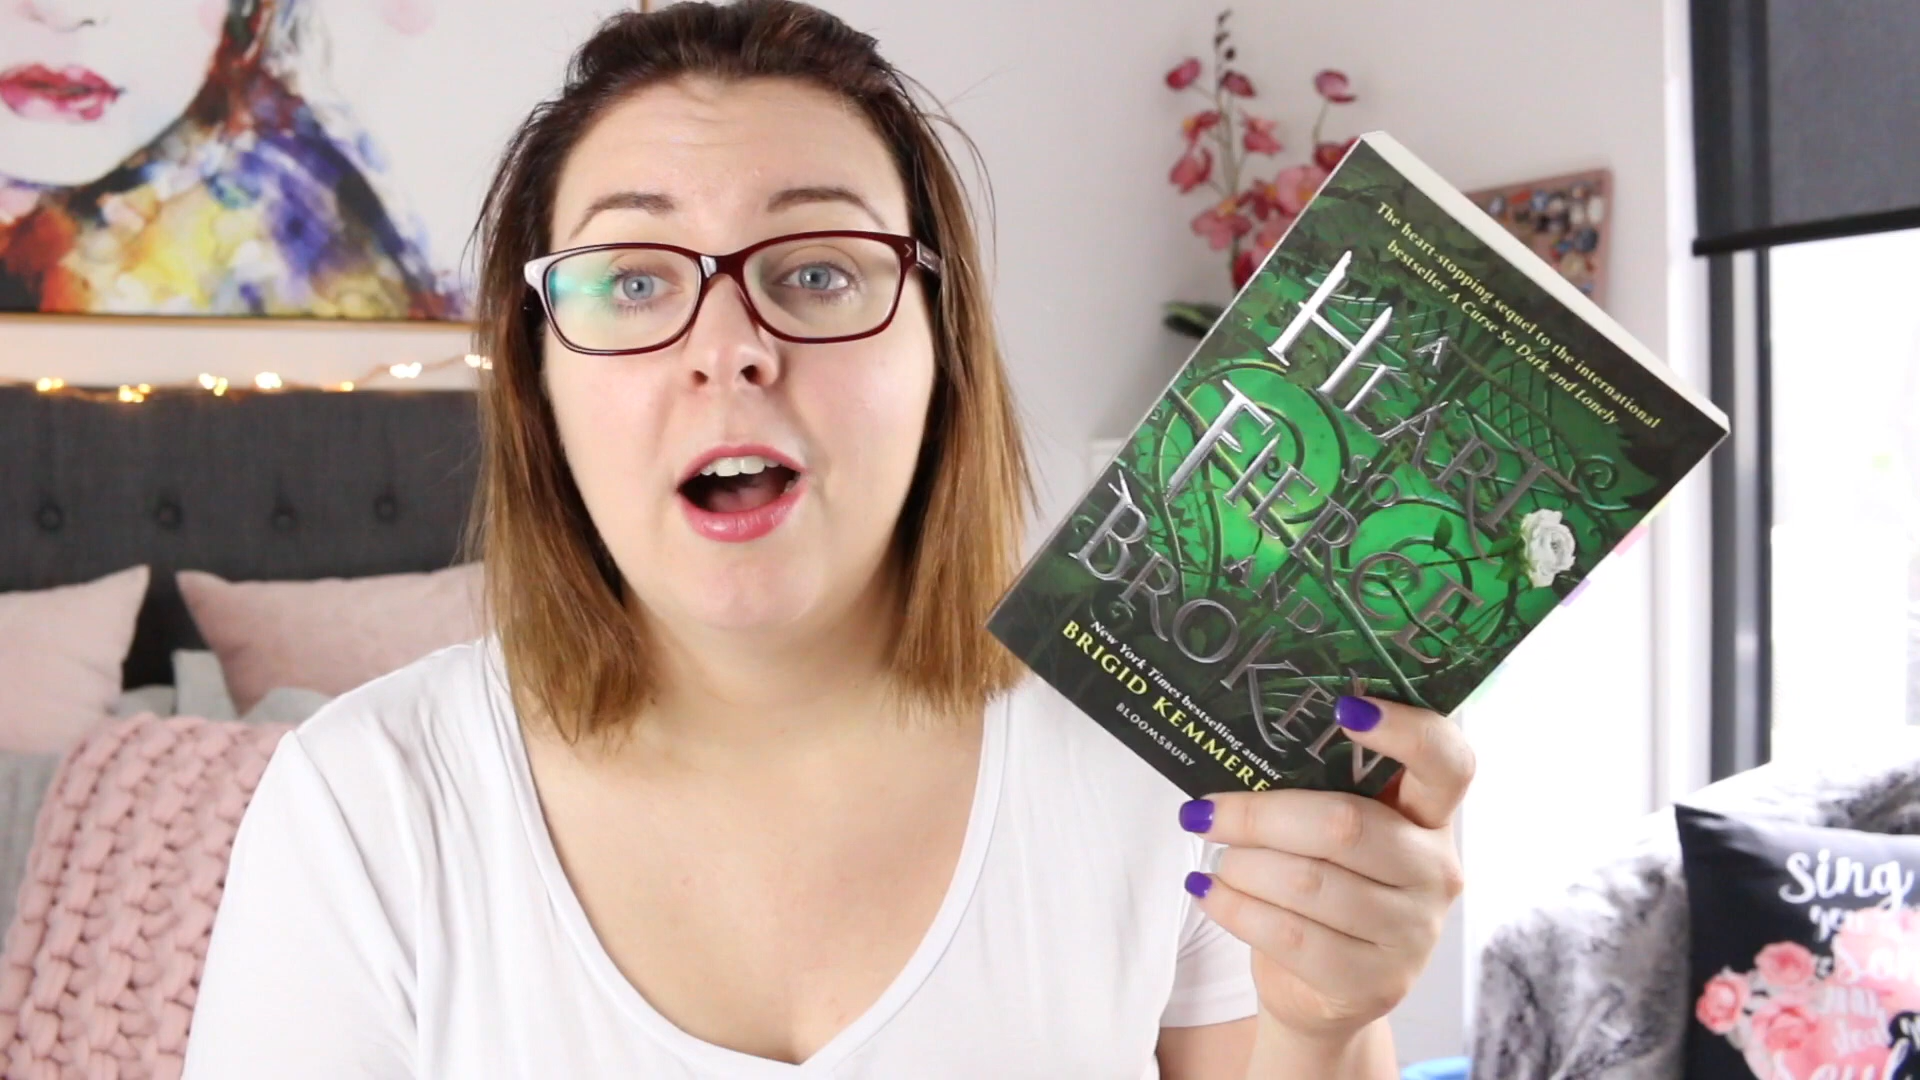 The heart-stopping sequel to the international
bestseller A Curse So Dark and Lonely
A
HEART
SO
FIERCE
AND
BROKEN
New York Times bestselling author
BRIGID KEMMERER
BLOOMSBURY
sing